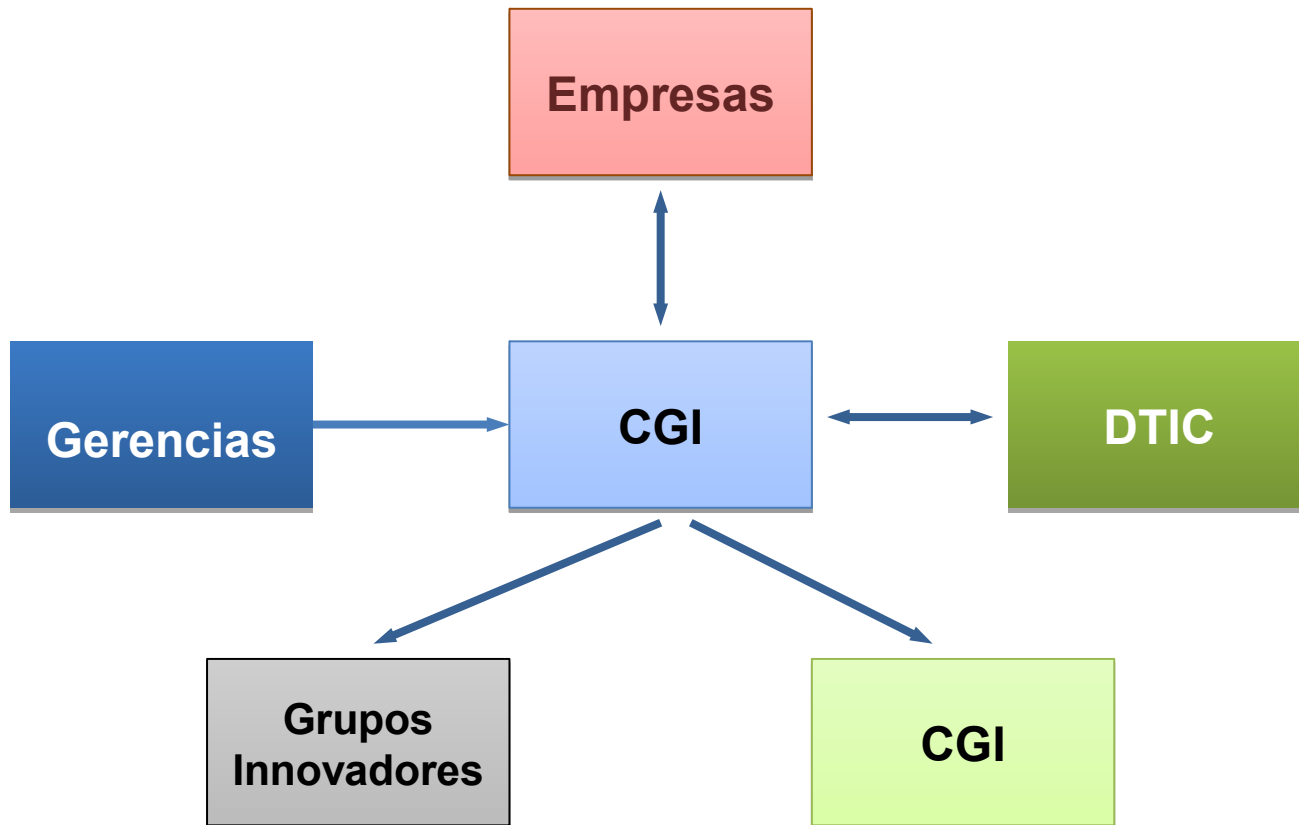 Empresas
Gerencias
CGI
DTIC
Grupos
Innovadores
CGI